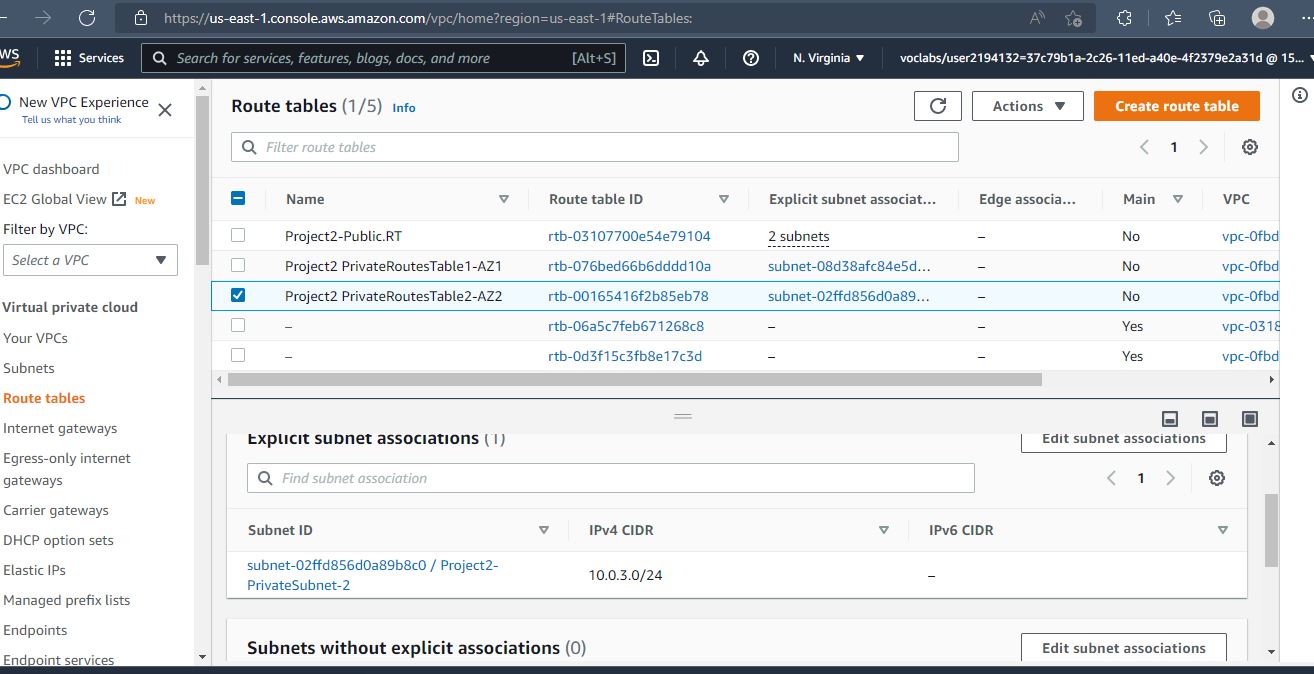 https://us-east-1.console.aws.amazon.com/vpc/home?region=us-east-1#RouteTables:
Services
Search for services, features, blogs, docs, and more
[Alt+S]
N. Virginia
voclabs/user2194132=37c79b1a-2c26-11ed-a40e-4f2379e2a31d @ 15...
New VPC Experience
Tell us what you think
VPC dashboard
EC2 Global View New
Filter by VPC:
Select a VPC
Virtual private cloud
Your VPCs
Subnets
Route tables
Internet gateways
Egress-only internet
gateways
Carrier gateways
DHCP option sets
Elastic IPs
Managed prefix lists
Endpoints
Endpoint services
Route tables (1/5) Info
Actions
Create route table
Filter route tables
1
Name Route table ID Explicit subnet associat... Edge associa... Main VPC
Project2-Public.RT rtb-03107700e54e79104 2 subnets – No vpc-0fbd
Project2 PrivateRoutesTable1-AZ1 rtb-076bed66b6dddd10a subnet-08d38afc84e5d... – No vpc-0fbd
Project2 PrivateRoutesTable2-AZ2 rtb-00165416f2b85eb78 subnet-02ffd856d0a89... – No vpc-0fbd
– rtb-06a5c7feb671268c8 – – Yes vpc-0318
– rtb-0d3f15c3fb8e17c3d – – Yes vpc-0fbd
Explicit subnet associations (1)
Edit subnet associations
Find subnet association
1
Subnet ID IPv4 CIDR IPv6 CIDR
subnet-02ffd856d0a89b8c0 / Project2-
PrivateSubnet-2
10.0.3.0/24 –
Subnets without explicit associations (0)
Edit subnet associations